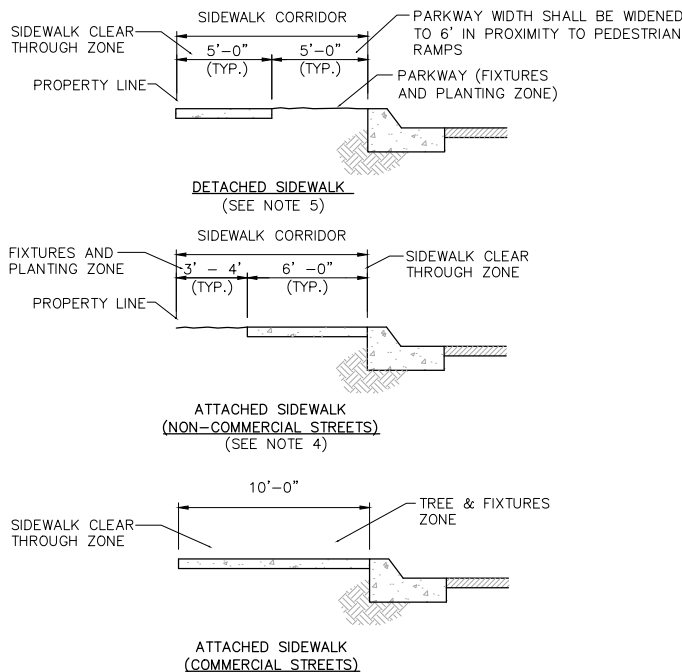 SIDEWALK CORRIDOR
SIDEWALK CLEAR
THROUGH ZONE
PARKWAY WIDTH SHALL BE WIDENED
TO 6' IN PROXIMITY TO PEDESTRIAN
RAMPS
5'-0"
(TYP.)
5'-0"
(TYP.)
PROPERTY LINE
PARKWAY (FIXTURES
AND PLANTING ZONE)
DETACHED SIDEWALK
(SEE NOTE 5)
SIDEWALK CORRIDOR
FIXTURES AND
PLANTING ZONE
3' - 4'
(TYP.)
6' -0"
(TYP.)
SIDEWALK CLEAR
THROUGH ZONE
PROPERTY LINE
ATTACHED SIDEWALK
(NON-COMMERCIAL STREETS)
(SEE NOTE 4)
10'-0"
SIDEWALK CLEAR
THROUGH ZONE
TREE & FIXTURES
ZONE
ATTACHED SIDEWALK
(COMMERCIAL STREETS)